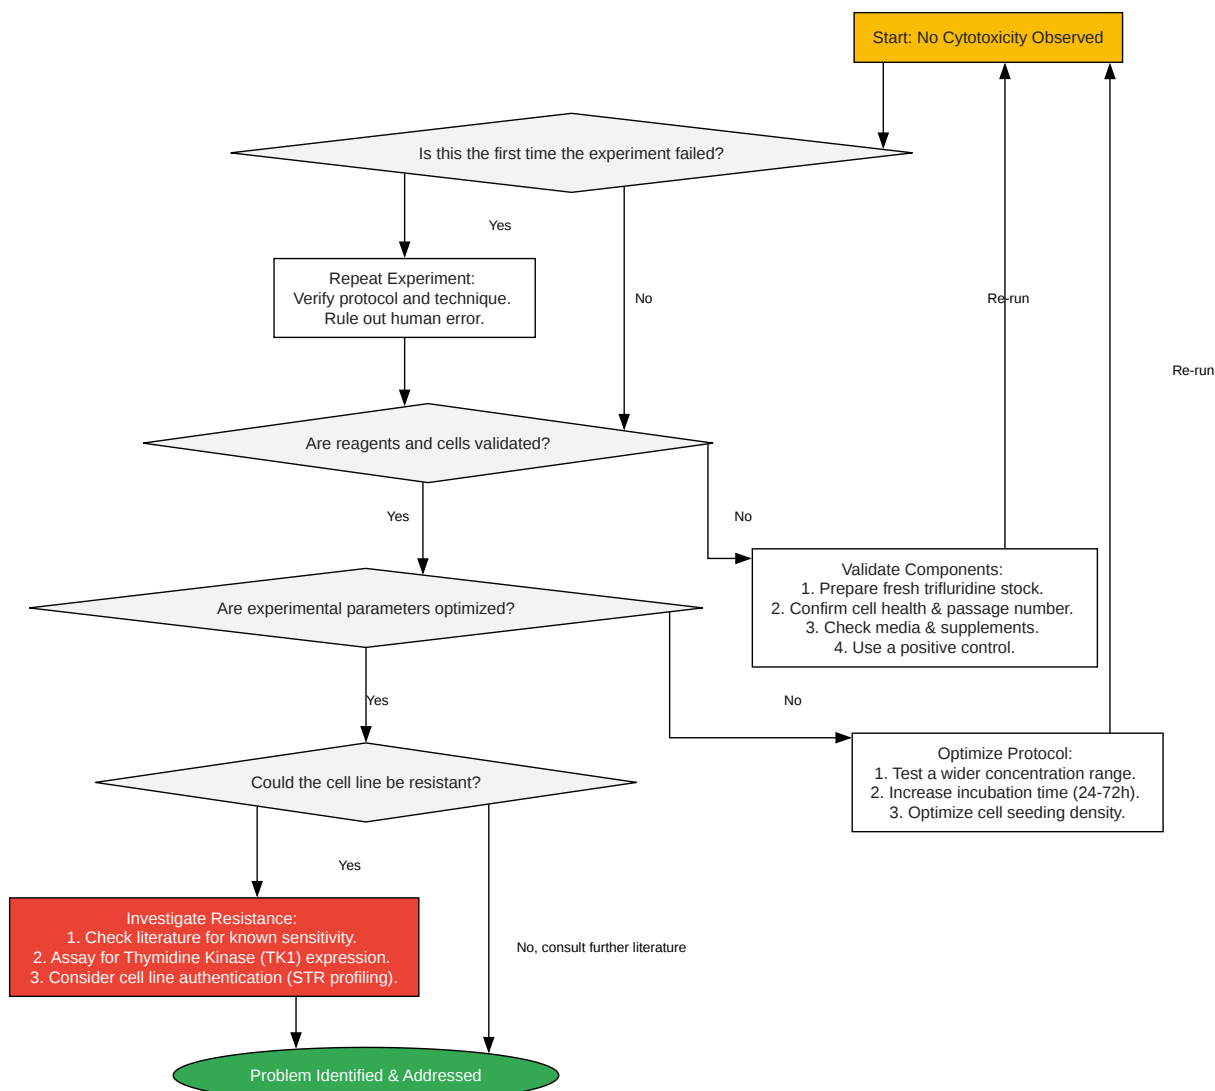 Start: No Cytotoxicity Observed
Is this the first time the experiment failed?
Yes
Repeat Experiment:
Verify protocol and technique.
Rule out human error.
No
Re-run
Re-run
Are reagents and cells validated?
Yes
No
Validate Components:
1. Prepare fresh trifluridine stock.
2. Confirm cell health & passage number.
3. Check media & supplements.
4. Use a positive control.
Are experimental parameters optimized?
Yes
No
Optimize Protocol:
1. Test a wider concentration range.
2. Increase incubation time (24-72h).
3. Optimize cell seeding density.
Could the cell line be resistant?
Yes
Investigate Resistance:
1. Check literature for known sensitivity.
2. Assay for Thymidine Kinase (TK1) expression.
3. Consider cell line authentication (STR profiling).
No, consult further literature
Problem Identified & Addressed